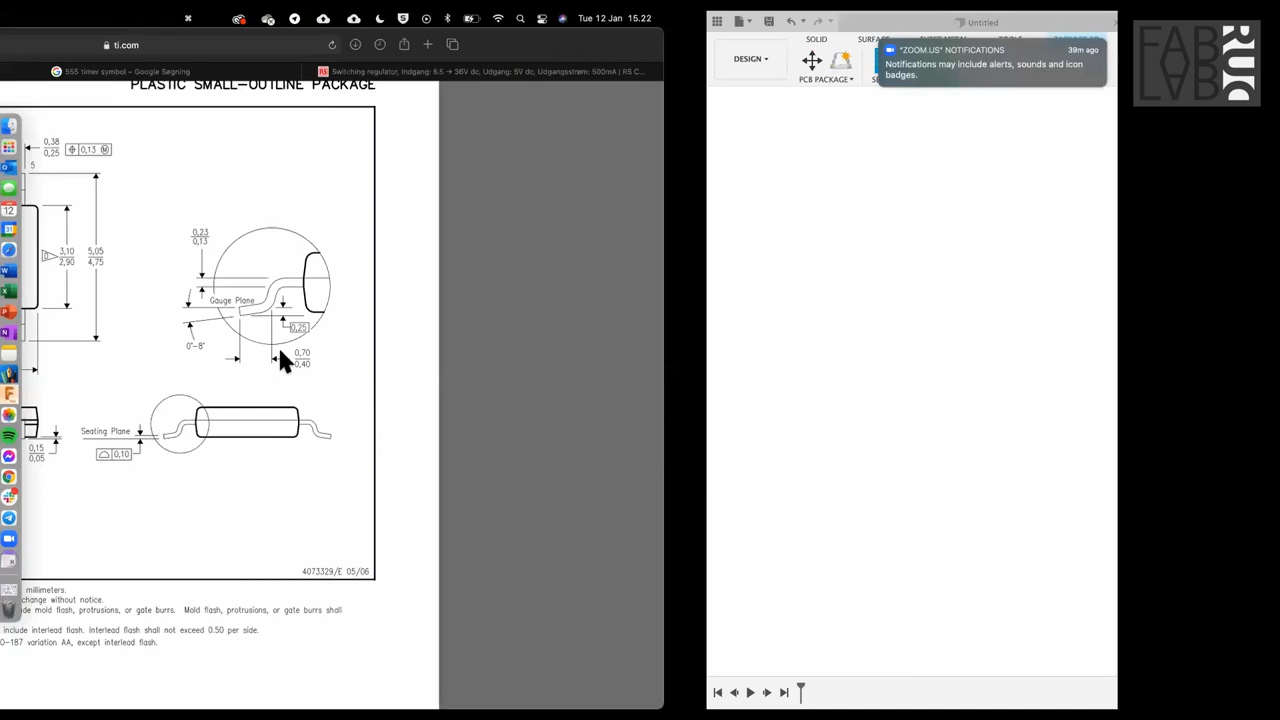 Tue 12 Jan 15.22
ti.com
555 timer symbol – Google Søgning
Switching regulator, Indgang: 6.5 → 36V dc, Udgang: 5V dc, Udgangsstrøm: 500mA | RS C...
PLASTIC SMALL-OUTLINE PACKAGE
0,38
0,25
0,13 Ⓜ
5
3,10
2,90
5,05
4,75
0,23
0,13
Gauge Plane
0,25
0°-8°
0,70
0,40
Seating Plane
0,15
0,05
0,10
4073329/E 05/06
millimeters.
change without notice.
de mold flash, protrusions, or gate burrs. Mold flash, protrusions, or gate burrs shall
include interlead flash. Interlead flash shall not exceed 0.50 per side.
O-187 variation AA, except interlead flash.
12
Untitled
SOLID
DESIGN
PCB PACKAGE
"ZOOM.US" NOTIFICATIONS
39m ago
Notifications may include alerts, sounds and icon
badges.
FAB
LAB
RUC